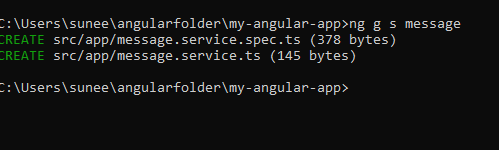 C:\Users\sunee\angularfolder\my-angular-app>ng g s message
CREATE src/app/message.service.spec.ts (378 bytes)
CREATE src/app/message.service.ts (145 bytes)
C:\Users\sunee\angularfolder\my-angular-app>